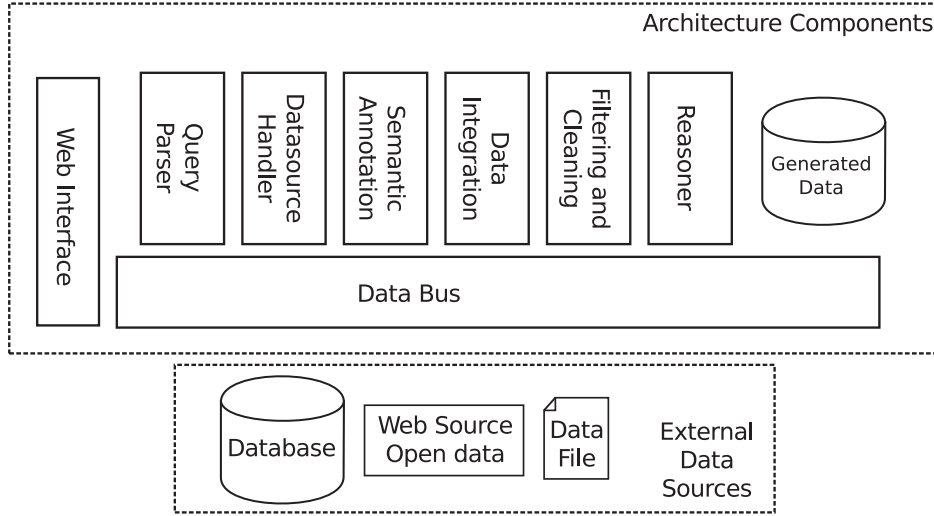 Architecture Components
Web Interface
Query
Parser
Datasource
Handler
Semantic
Annotation
Data
Integration
Filtering and
Cleaning
Reasoner
Generated
Data
Data Bus
Database
Web Source
Open data
Data
File
External
Data
Sources